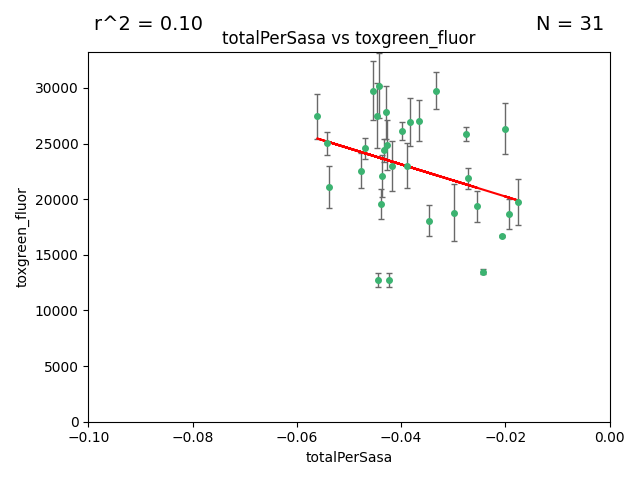 r^2 = 0.10
N = 31
totalPerSasa vs toxgreen_fluor
30000
25000
20000
15000
10000
5000
0
toxgreen_fluor
−0.10
−0.08
−0.06
−0.04
−0.02
0.00
totalPerSasa